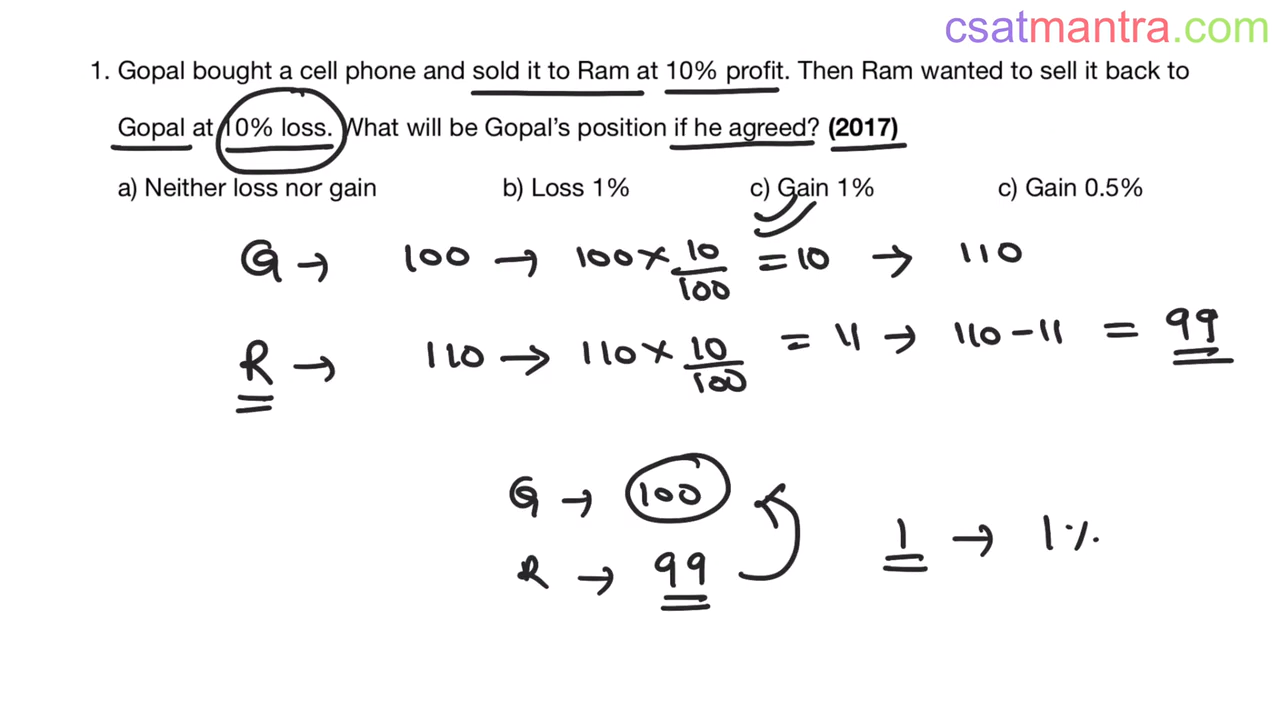 csatmantra.com
1. Gopal bought a cell phone and sold it to Ram at 10% profit. Then Ram wanted to sell it back to
Gopal at 10% loss. What will be Gopal's position if he agreed? (2017)
a) Neither loss nor gain b) Loss 1% c) Gain 1% c) Gain 0.5%
G → 100 → 100 × 10/100 = 10 → 110
R → 110 → 110 × 10/100 = 11 → 110 - 11 = 99
G → 100
R → 99
1 → 1%